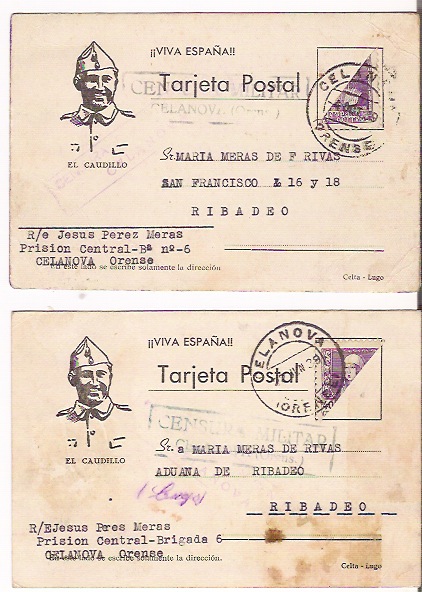 ¡¡VIVA ESPAÑA!!
Tarjeta Postal
CENSURA MILITAR
CELANOVA (Orense)
CELANOVA
ORENSE
EL CAUDILLO
Sr. MARIA MERAS DE F RIVAS
SAN FRANCISCO & 16 y 18
RIBADEO
R/e Jesus Perez Meras
Prision Central-Bª nº-6
CELANOVA Orense
En este lado se escribe solamente la dirección
Celta - Lugo
¡¡VIVA ESPAÑA!!
Tarjeta Postal
CELANOVA
(ORENSE)
CENSURA MILITAR
EL CAUDILLO
Sr. a MARIA MERAS DE RIVAS
ADUANA DE RIBADEO
RIBADEO
R/EJesus Pres Meras
Prision Central-Brigada 6
CELANOVA Orense
En este lado se escribe solamente la dirección.
Celta - Lugo